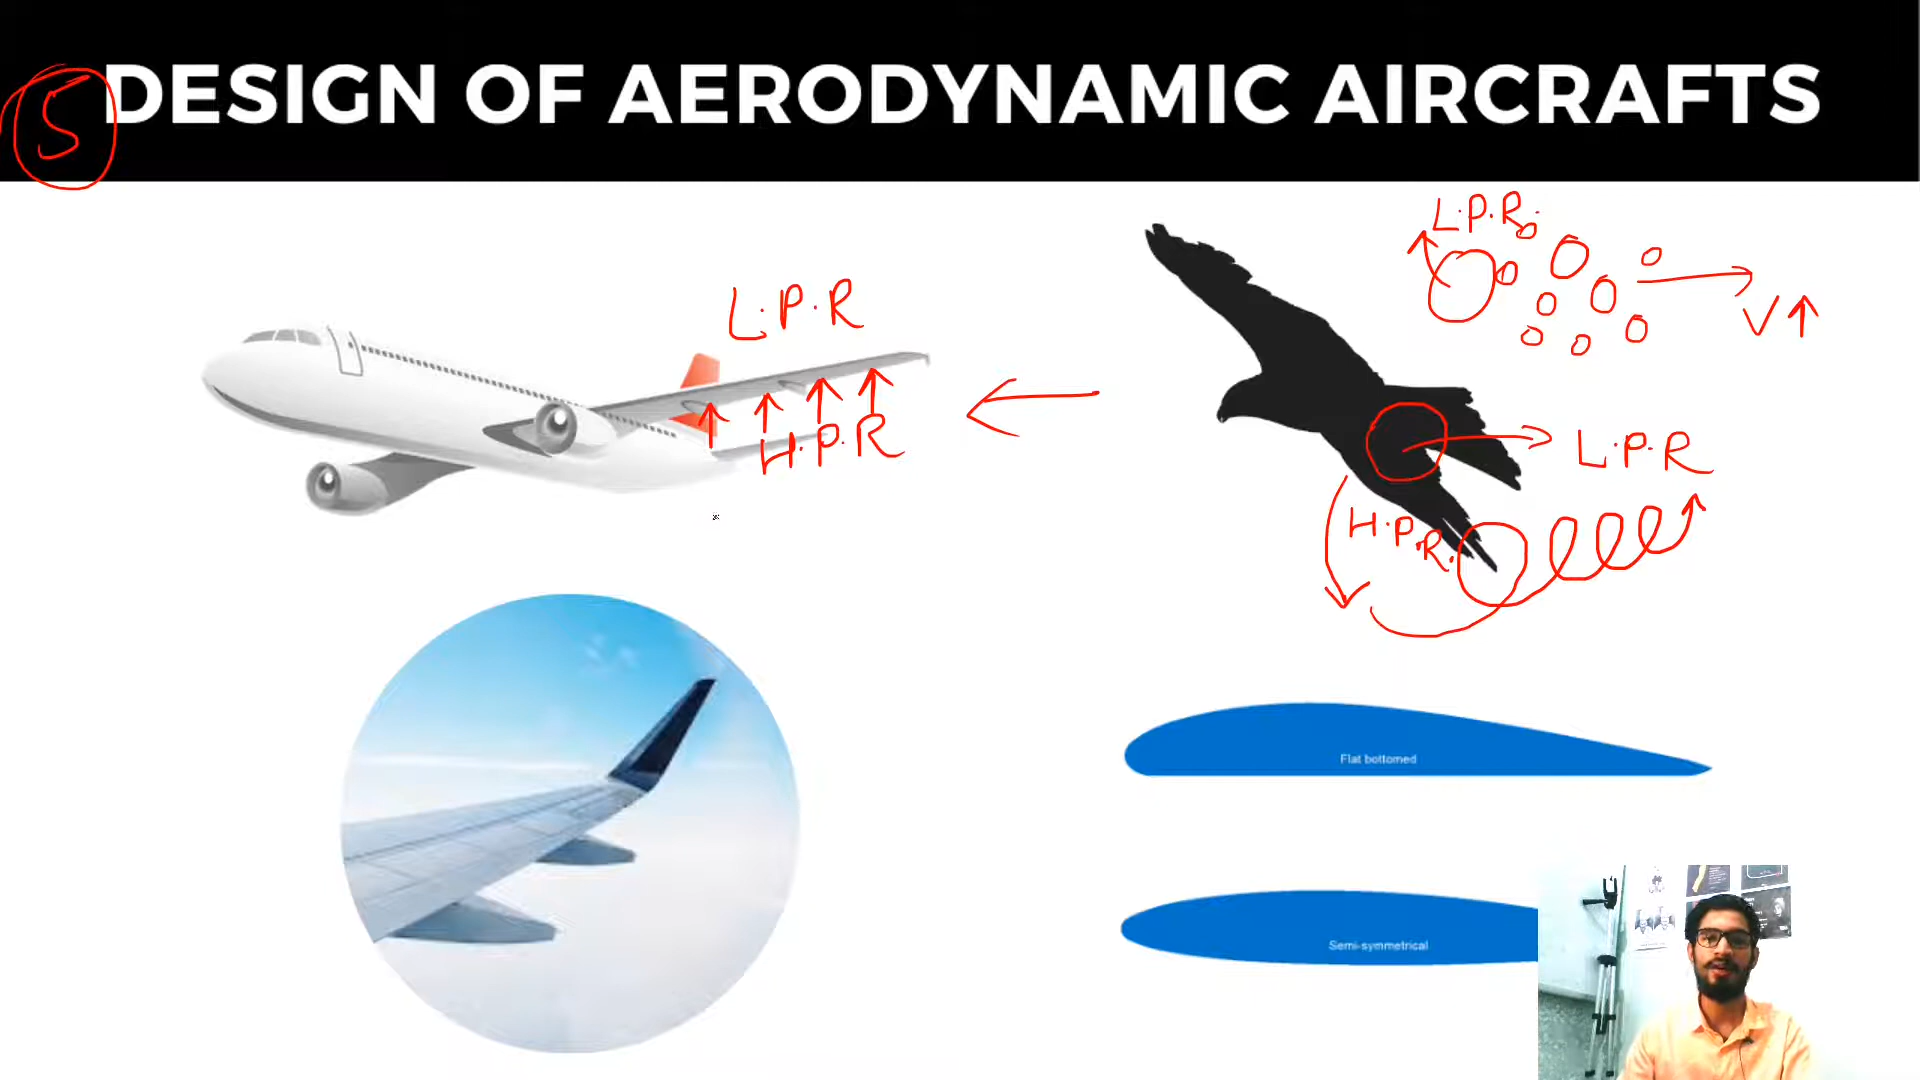 5
DESIGN OF AERODYNAMIC AIRCRAFTS
L.P.R
H.P.R
L.P.R.
V↑
L.P.R
H.P.R.
Flat bottomed
Semi-symmetrical